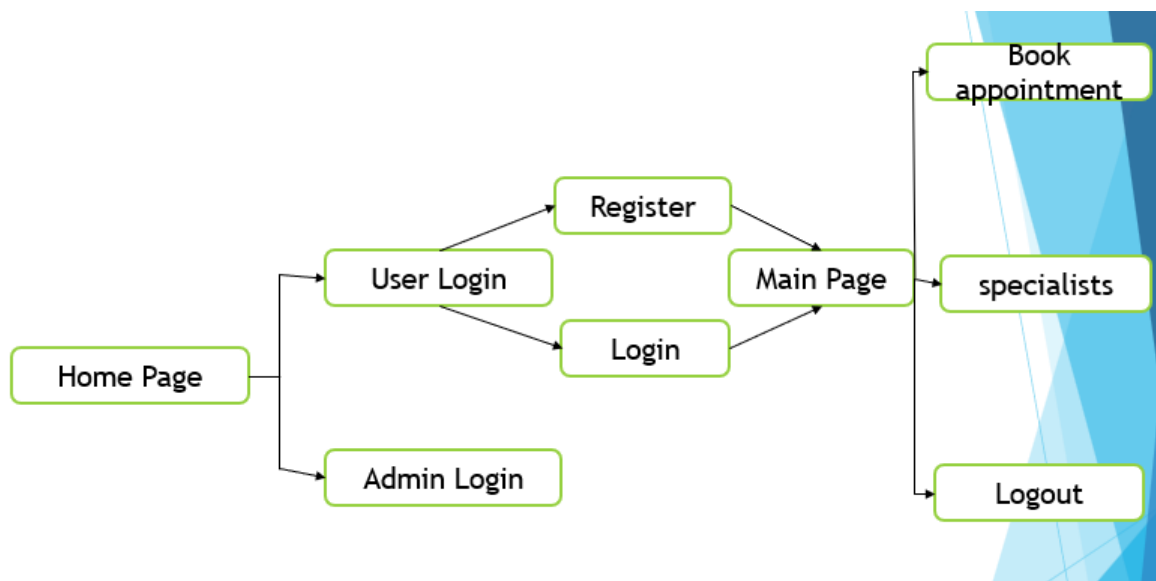 Book
appointment
Register
User Login
Main Page
specialists
Login
Home Page
Admin Login
Logout